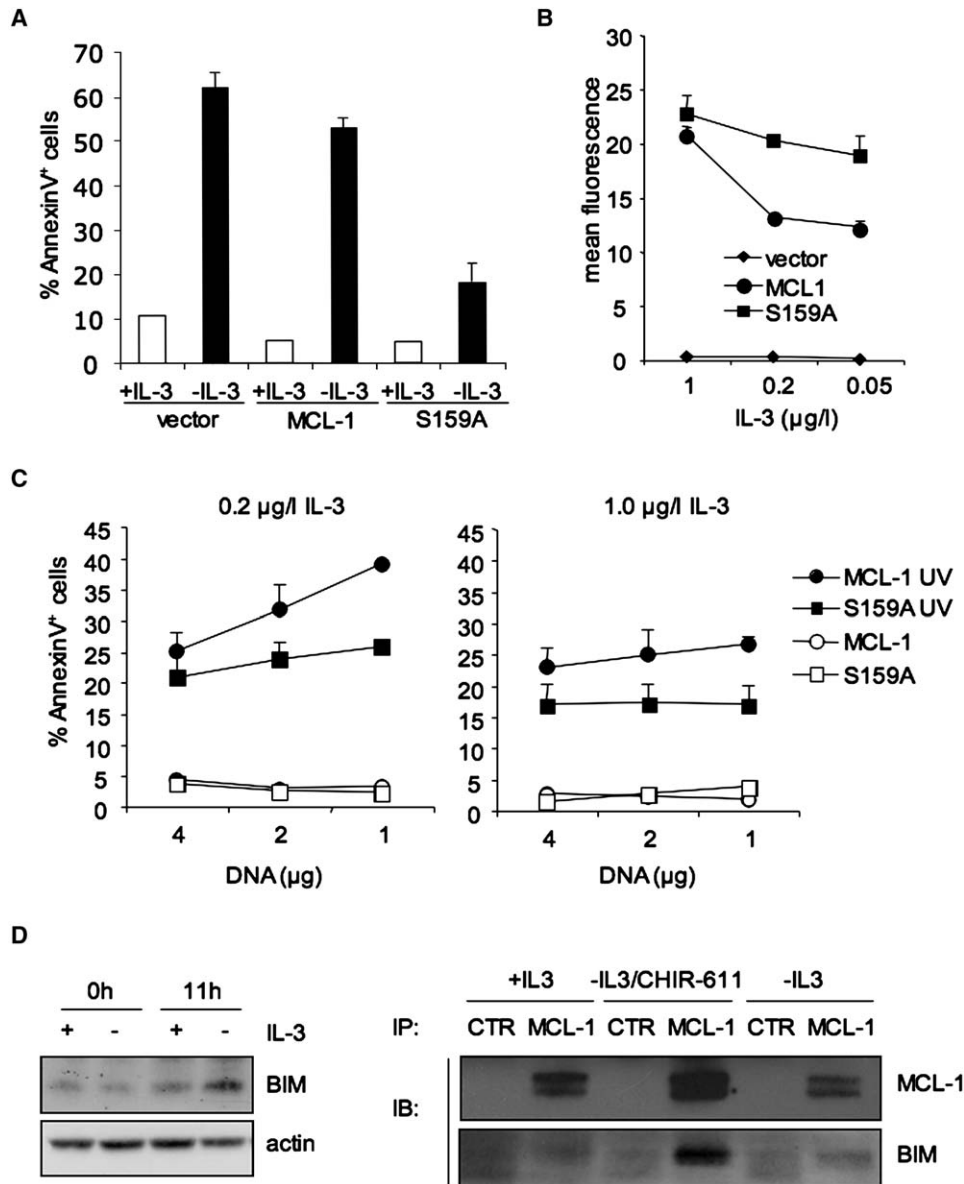 A
% AnnexinV⁺ cells
70
60
50
40
30
20
10
0
+IL-3 -IL-3 +IL-3 -IL-3 +IL-3 -IL-3
vector MCL-1 S159A
B
mean fluorescence
30
25
20
15
10
5
0
vector
MCL1
S159A
1 0.2 0.05
IL-3 (µg/l)
C
0.2 µg/l IL-3
% AnnexinV⁺ cells
45
40
35
30
25
20
15
10
5
0
4 2 1
DNA (µg)
1.0 µg/l IL-3
45
40
35
30
25
20
15
10
5
0
4 2 1
DNA (µg)
MCL-1 UV
S159A UV
MCL-1
S159A
D
0h 11h
+ - + - IL-3
BIM
actin
+IL3 -IL3/CHIR-611 -IL3
IP: CTR MCL-1 CTR MCL-1 CTR MCL-1
IB:
MCL-1
BIM